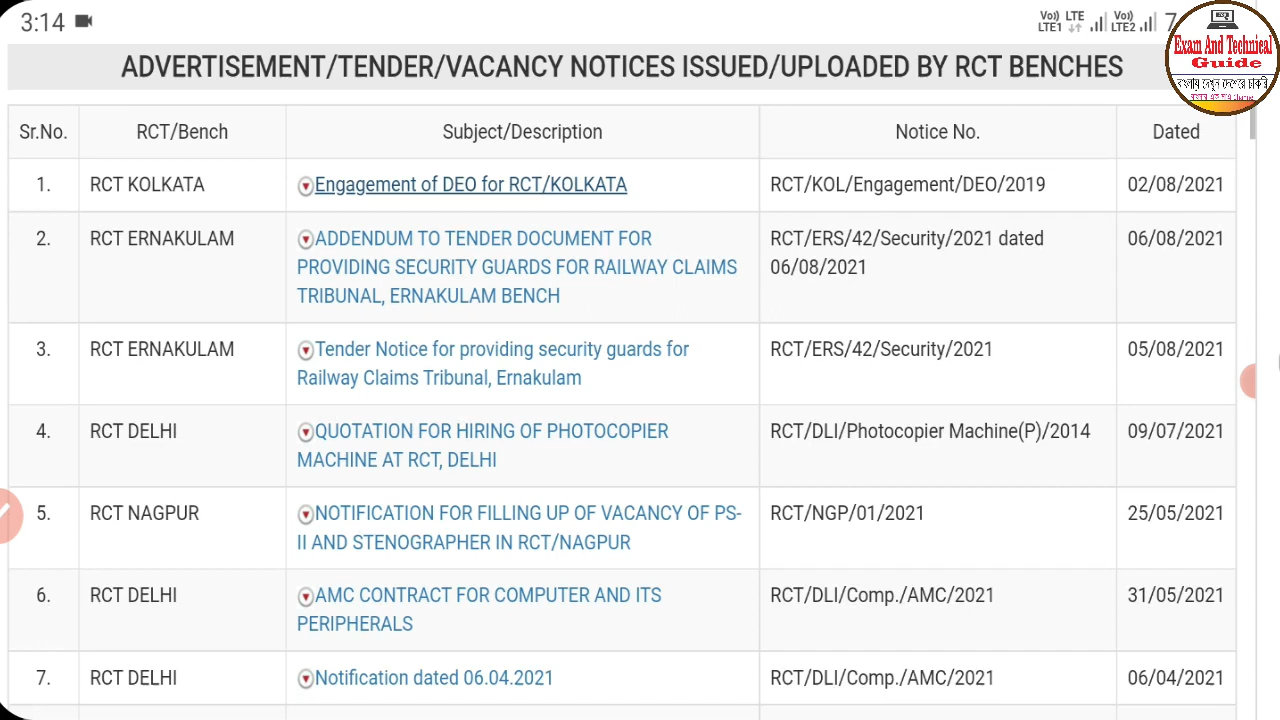 3:14
Vo) LTE Vo) 7
LTE1 LTE2
Exam And Technical
Guide
ADVERTISEMENT/TENDER/VACANCY NOTICES ISSUED/UPLOADED BY RCT BENCHES
Sr.No. RCT/Bench Subject/Description Notice No. Dated
1. RCT KOLKATA Engagement of DEO for RCT/KOLKATA RCT/KOL/Engagement/DEO/2019 02/08/2021
2. RCT ERNAKULAM ADDENDUM TO TENDER DOCUMENT FOR RCT/ERS/42/Security/2021 dated 06/08/2021
PROVIDING SECURITY GUARDS FOR RAILWAY CLAIMS 06/08/2021
TRIBUNAL, ERNAKULAM BENCH
3. RCT ERNAKULAM Tender Notice for providing security guards for RCT/ERS/42/Security/2021 05/08/2021
Railway Claims Tribunal, Ernakulam
4. RCT DELHI QUOTATION FOR HIRING OF PHOTOCOPIER RCT/DLI/Photocopier Machine(P)/2014 09/07/2021
MACHINE AT RCT, DELHI
5. RCT NAGPUR NOTIFICATION FOR FILLING UP OF VACANCY OF PS- RCT/NGP/01/2021 25/05/2021
II AND STENOGRAPHER IN RCT/NAGPUR
6. RCT DELHI AMC CONTRACT FOR COMPUTER AND ITS RCT/DLI/Comp./AMC/2021 31/05/2021
PERIPHERALS
7. RCT DELHI Notification dated 06.04.2021 RCT/DLI/Comp./AMC/2021 06/04/2021